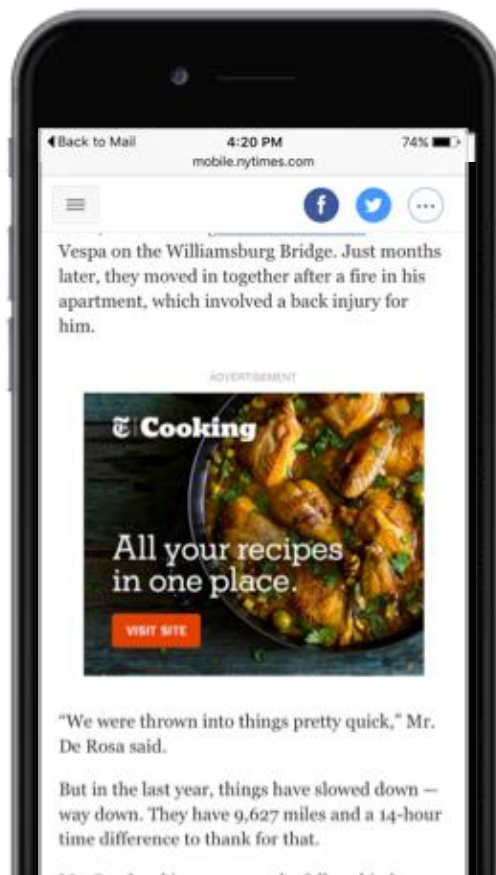 Back to Mail
4:20 PM
74%
mobile.nytimes.com
f
Vespa on the Williamsburg Bridge. Just months
later, they moved in together after a fire in his
apartment, which involved a back injury for
him.
ADVERTISEMENT
T Cooking
All your recipes
in one place.
VISIT SITE
“We were thrown into things pretty quick,” Mr.
De Rosa said.
But in the last year, things have slowed down —
way down. They have 9,627 miles and a 14-hour
time difference to thank for that.